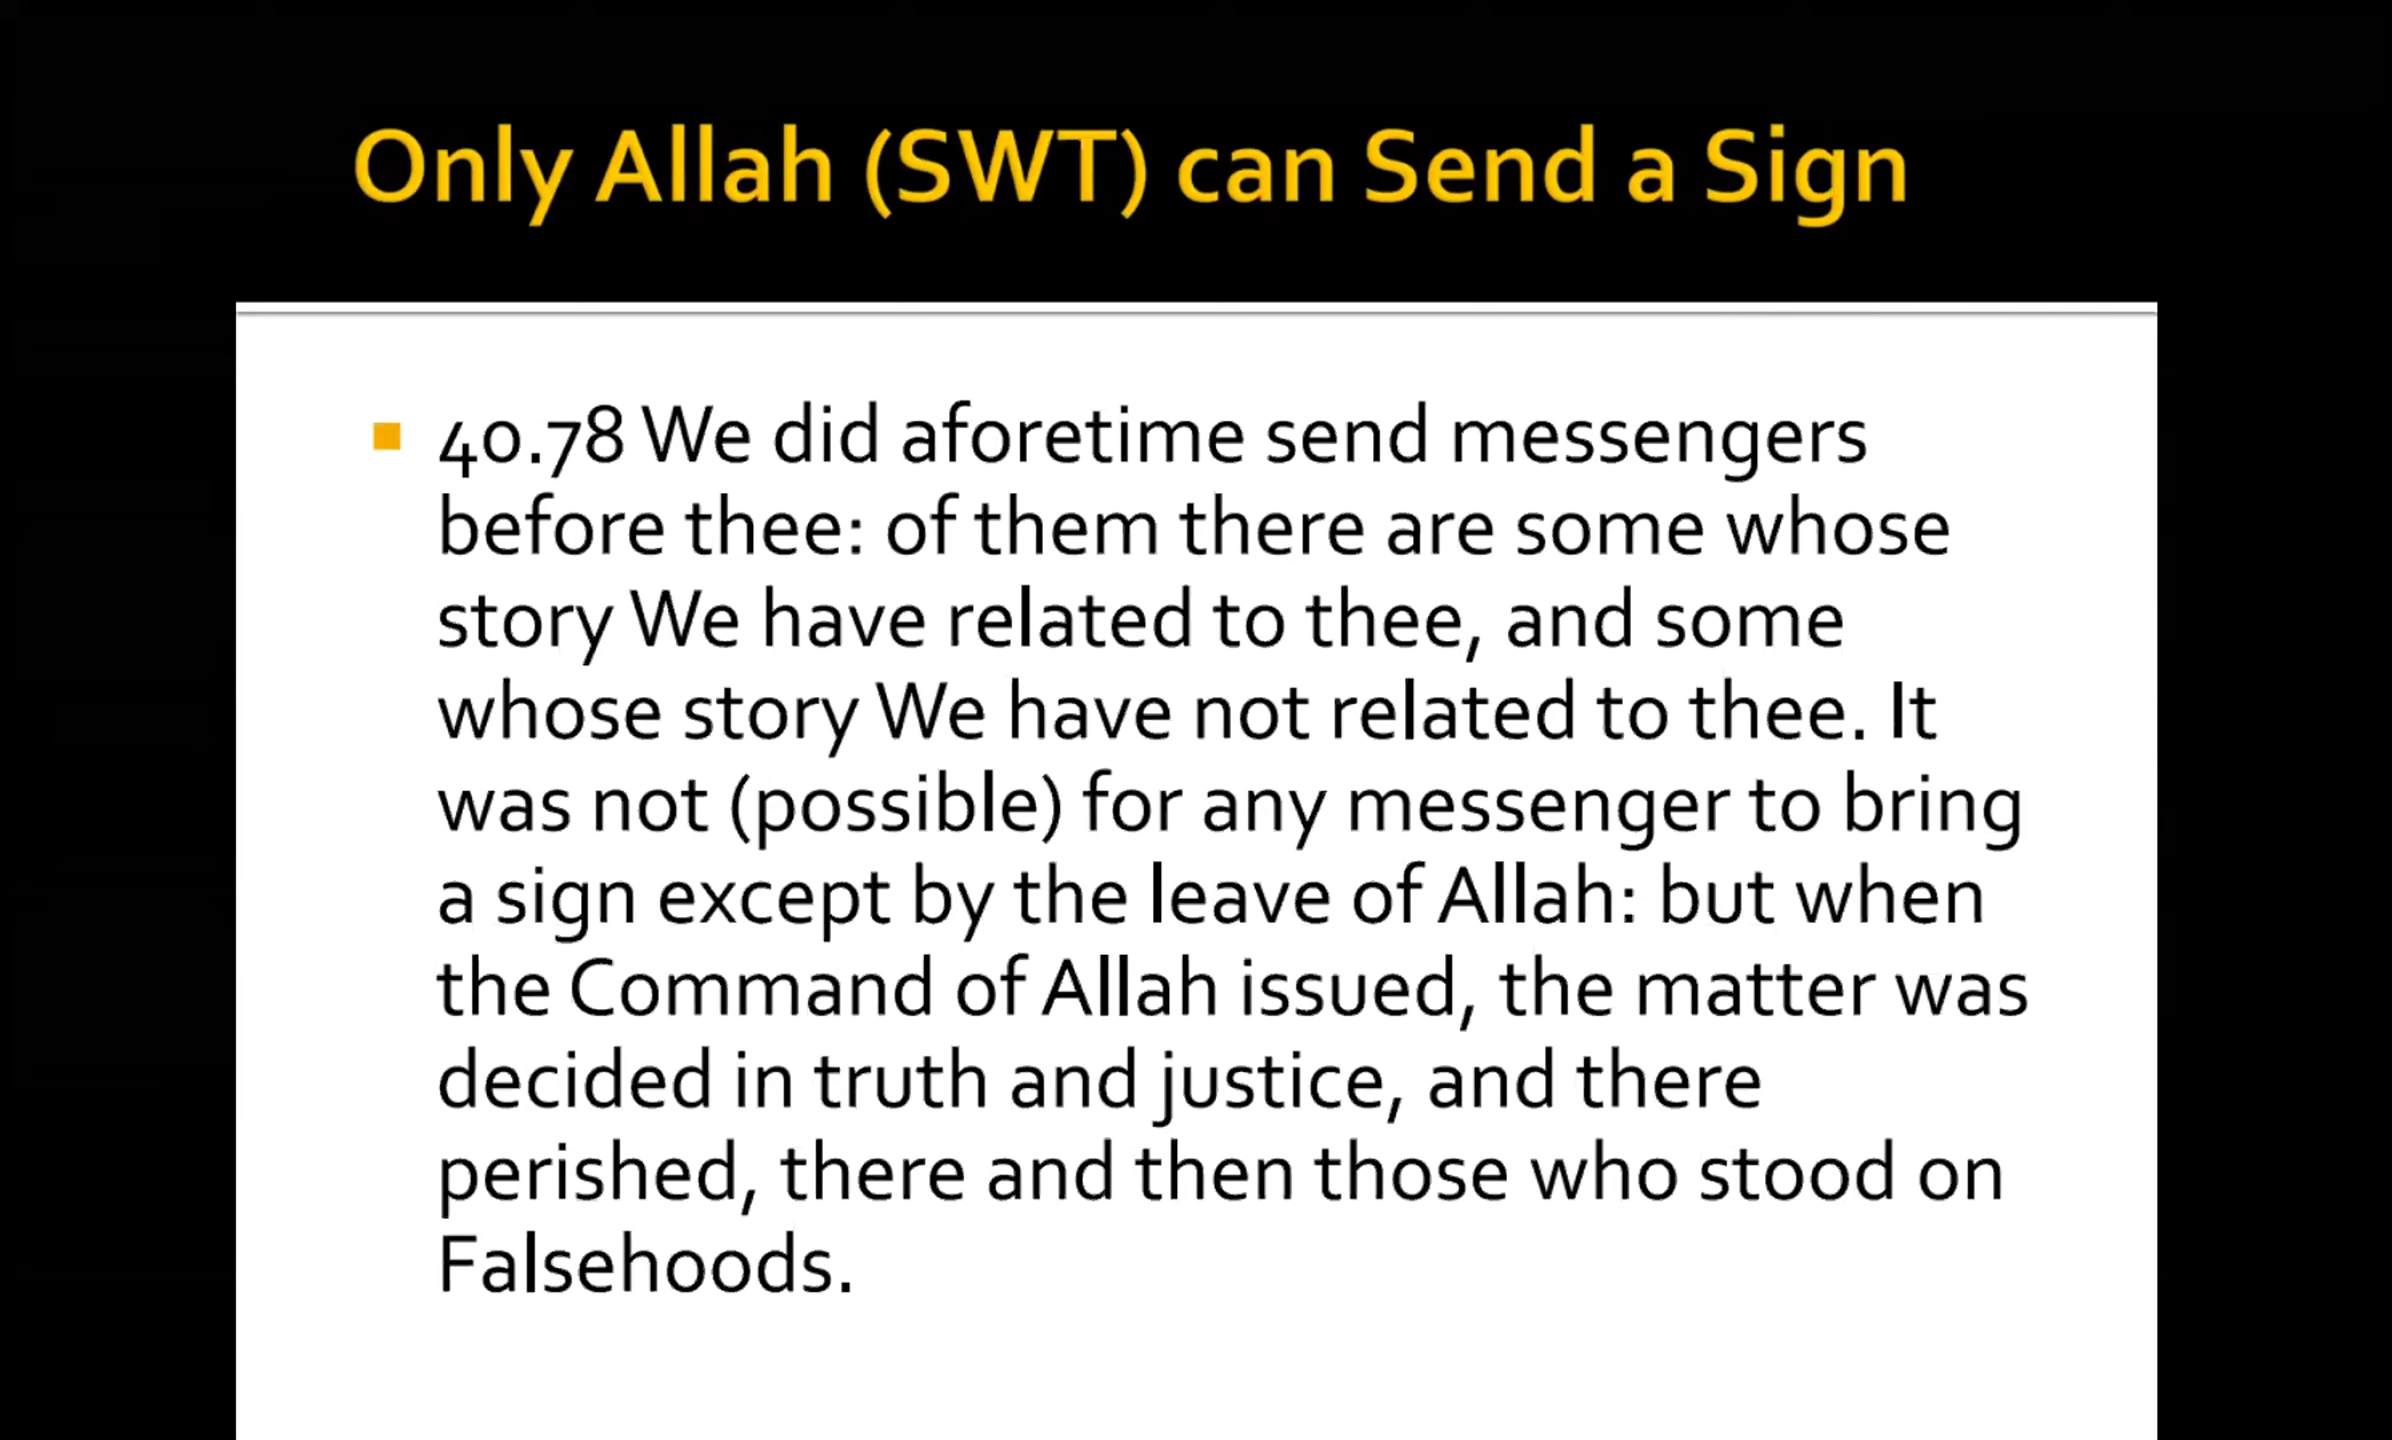 Only Allah (SWT) can Send a Sign
40.78 We did aforetime send messengers
before thee: of them there are some whose
story We have related to thee, and some
whose story We have not related to thee. It
was not (possible) for any messenger to bring
a sign except by the leave of Allah: but when
the Command of Allah issued, the matter was
decided in truth and justice, and there
perished, there and then those who stood on
Falsehoods.